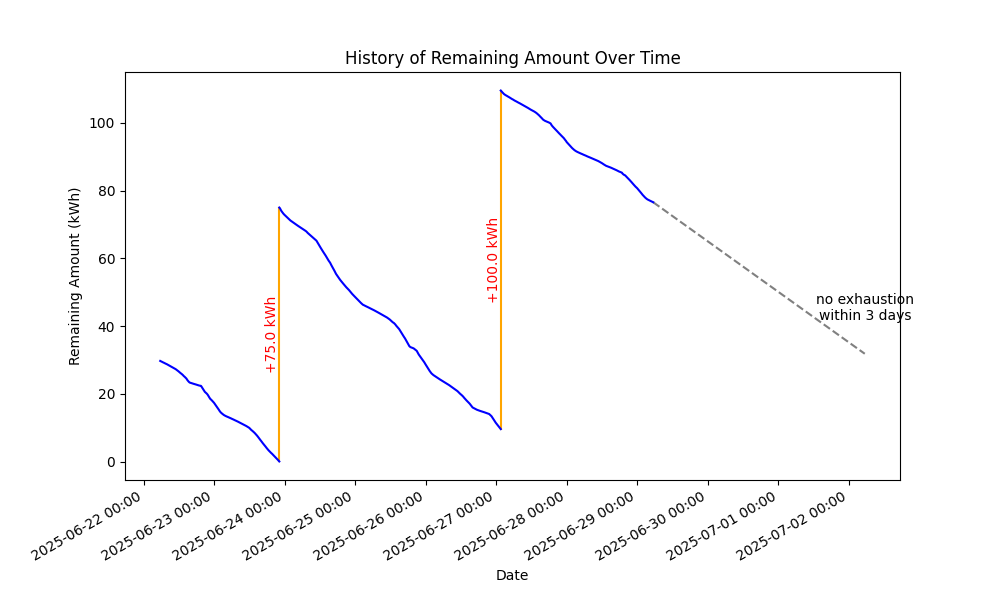 History of Remaining Amount Over Time
Remaining Amount (kWh)
100
80
60
40
20
0
+75.0 kWh
+100.0 kWh
no exhaustion
within 3 days
2025-06-22 00:00
2025-06-23 00:00
2025-06-24 00:00
2025-06-25 00:00
2025-06-26 00:00
2025-06-27 00:00
2025-06-28 00:00
2025-06-29 00:00
2025-06-30 00:00
2025-07-01 00:00
2025-07-02 00:00
Date